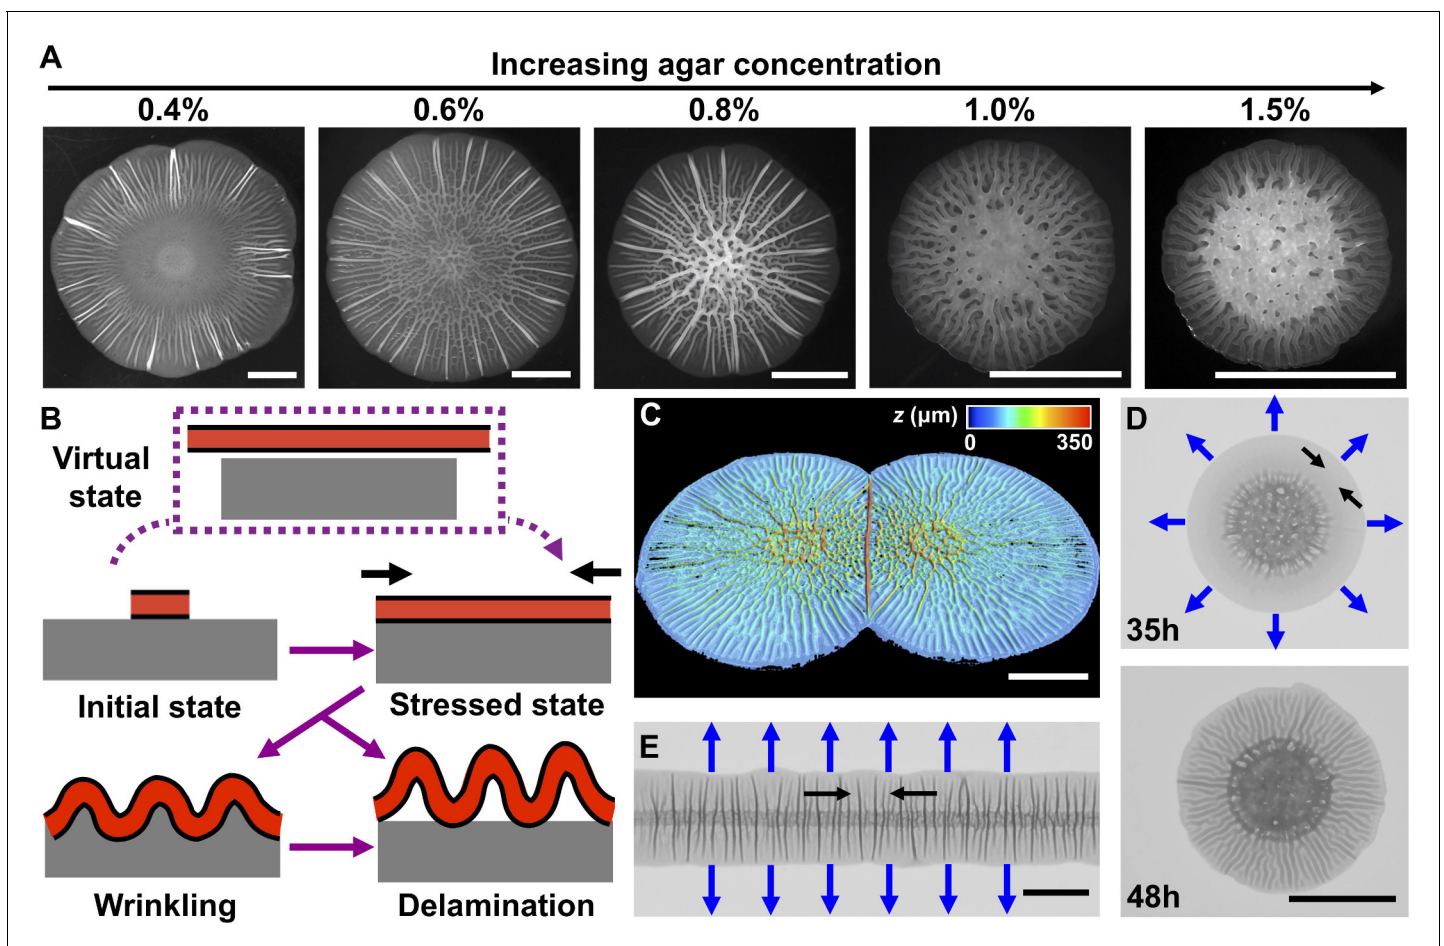 A
Increasing agar concentration
0.4%
0.6%
0.8%
1.0%
1.5%
B
Virtual
state
Initial state
Stressed state
Wrinkling
Delamination
C
z (μm)
0
350
D
35h
48h
E